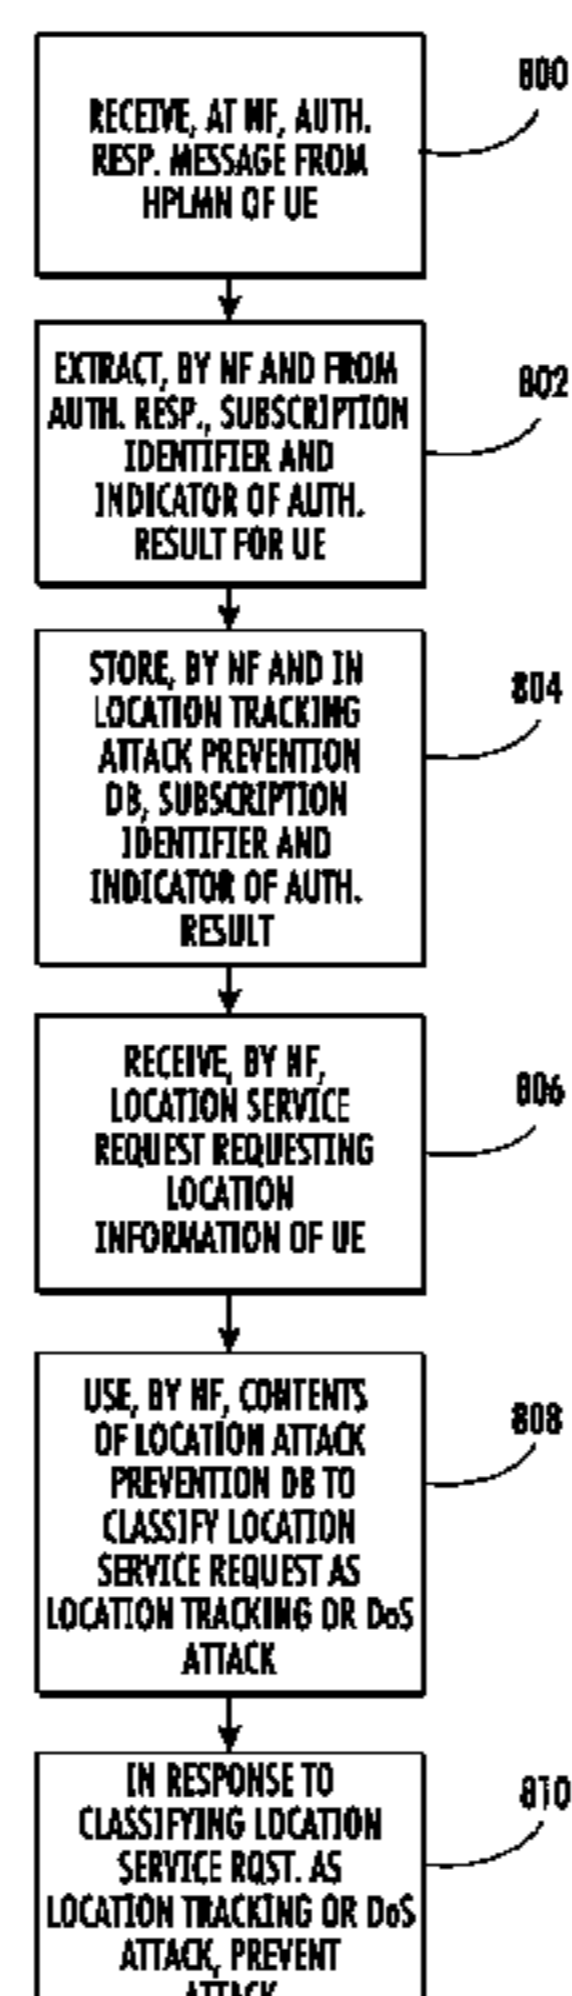 RECEIVE, AT NF, AUTH.
RESP. MESSAGE FROM
HPLMN OF UE
800
EXTRACT, BY NF AND FROM
AUTH. RESP., SUBSCRIPTION
IDENTIFIER AND
INDICATOR OF AUTH.
RESULT FOR UE
802
STORE, BY NF AND IN
LOCATION TRACKING
ATTACK PREVENTION
DB, SUBSCRIPTION
IDENTIFIER AND
INDICATOR OF AUTH.
RESULT
804
RECEIVE, BY NF,
LOCATION SERVICE
REQUEST REQUESTING
LOCATION
INFORMATION OF UE
806
USE, BY NF, CONTENTS
OF LOCATION ATTACK
PREVENTION DB TO
CLASSIFY LOCATION
SERVICE REQUEST AS
LOCATION TRACKING OR DoS
ATTACK
808
IN RESPONSE TO
CLASSIFYING LOCATION
SERVICE RQST. AS
LOCATION TRACKING OR DoS
ATTACK, PREVENT
ATTACK
810